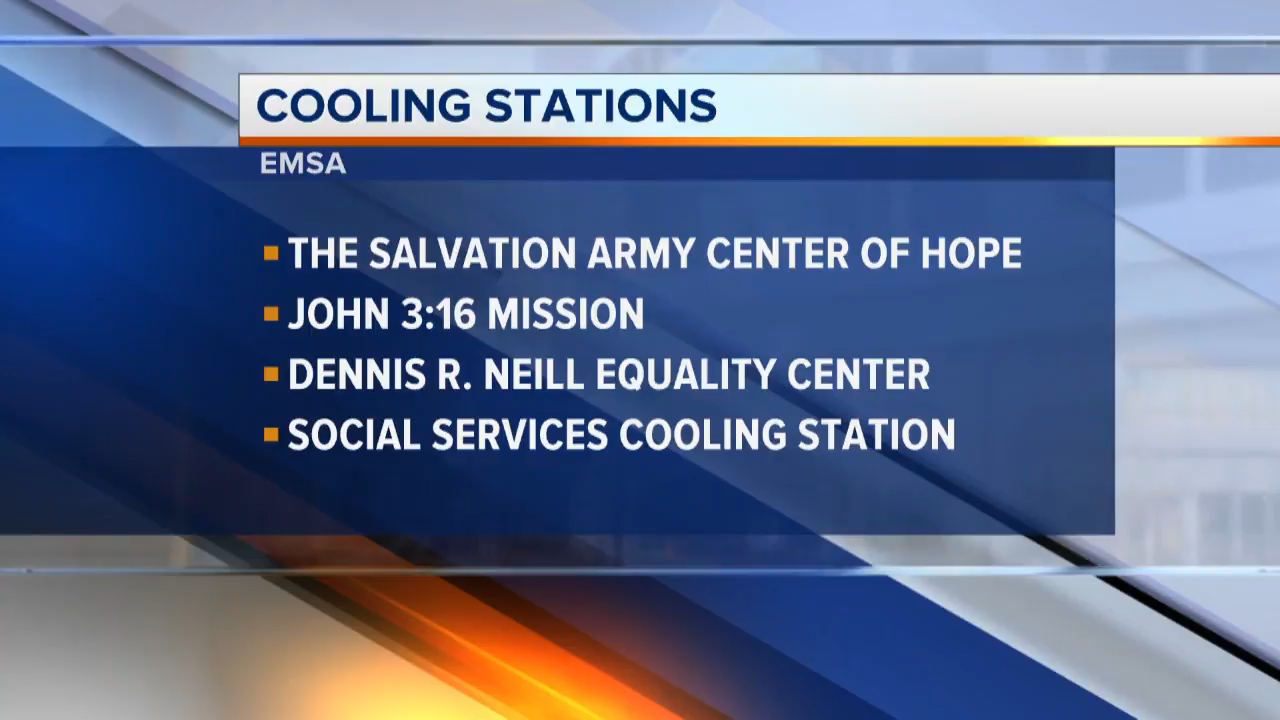 COOLING STATIONS
EMSA
THE SALVATION ARMY CENTER OF HOPE
JOHN 3:16 MISSION
DENNIS R. NEILL EQUALITY CENTER
SOCIAL SERVICES COOLING STATION